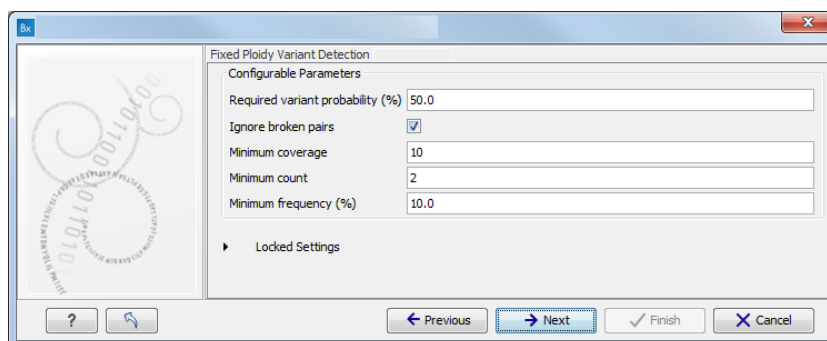 Bx
X
Fixed Ploidy Variant Detection
Configurable Parameters
Required variant probability (%) 50.0
Ignore broken pairs
Minimum coverage 10
Minimum count 2
Minimum frequency (%) 10.0
Locked Settings
? Previous Next Finish Cancel